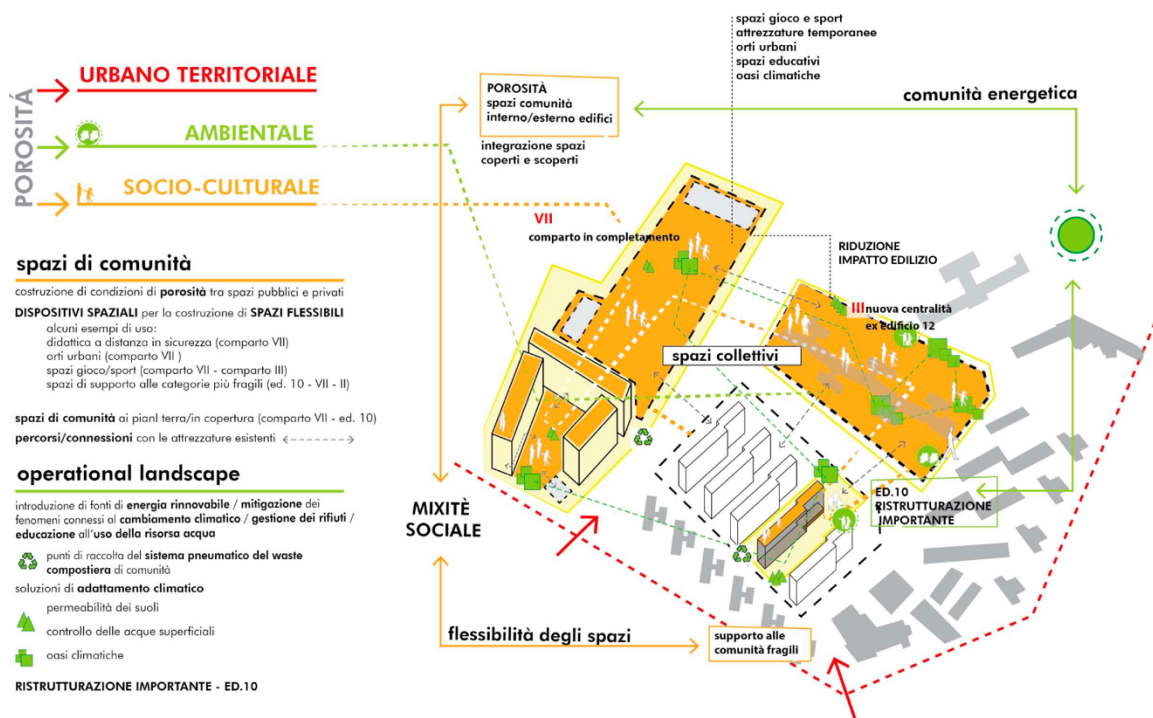 POROSITÁ
URBANO TERRITORIALE
AMBIENTALE
SOCIO-CULTURALE
spazi di comunità
costruzione di condizioni di porosità tra spazi pubblici e privati
DISPOSITIVI SPAZIALI per la costruzione di SPAZI FLESSIBILI
alcuni esempi di uso:
didattica a distanza in sicurezza (comparto VII)
orti urbani (comparto VII )
spazi gioco/sport (comparto VII - comparto III)
spazi di supporto alle categorie più fragili (ed. 10 - VII - II)
spazi di comunità ai pianI terra/in copertura (comparto VII - ed. 10)
percorsi/connessioni con le attrezzature esistenti
operational landscape
introduzione di fonti di energia rinnovabile / mitigazione dei
fenomeni connessi al cambiamento climatico / gestione dei rifiuti /
educazione all'uso della risorsa acqua
punti di raccolta del sistema pneumatico del waste
compostiera di comunità
soluzioni di adattamento climatico
permeabilità dei suoli
controllo delle acque superficiali
oasi climatiche
RISTRUTTURAZIONE IMPORTANTE - ED.10
POROSITÀ
spazi comunità
interno/esterno edifici
integrazione spazi
coperti e scoperti
spazi gioco e sport
attrezzature temporanee
orti urbani
spazi educativi
oasi climatiche
comunità energetica
VII
comparto in completamento
RIDUZIONE
IMPATTO EDILIZIO
III nuova centralità
ex edificio 12
spazi collettivi
MIXITÈ
SOCIALE
ED.10
RISTRUTTURAZIONE
IMPORTANTE
flessibilità degli spazi
supporto alle
comunità fragili